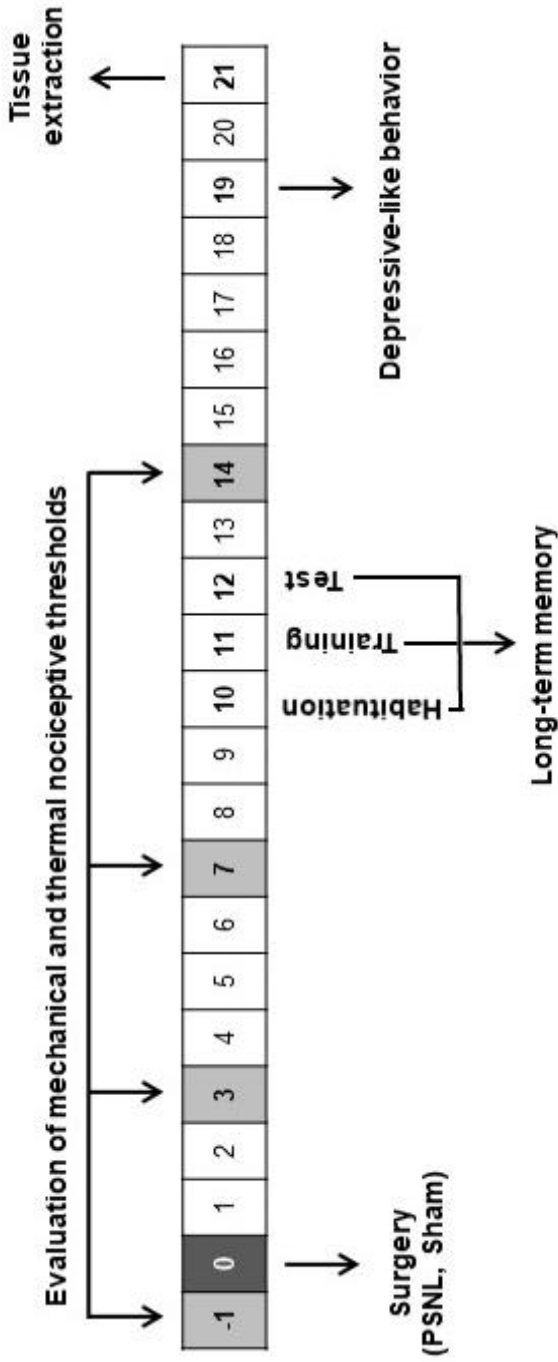 Tissue
extraction
Evaluation of mechanical and thermal nociceptive thresholds
-1 0 1 2 3 4 5 6 7 8 9 10 11 12 13 14 15 16 17 18 19 20 21
Habituation
Training
Test
Surgery
(PSNL, Sham)
Long-term memory
Depressive-like behavior